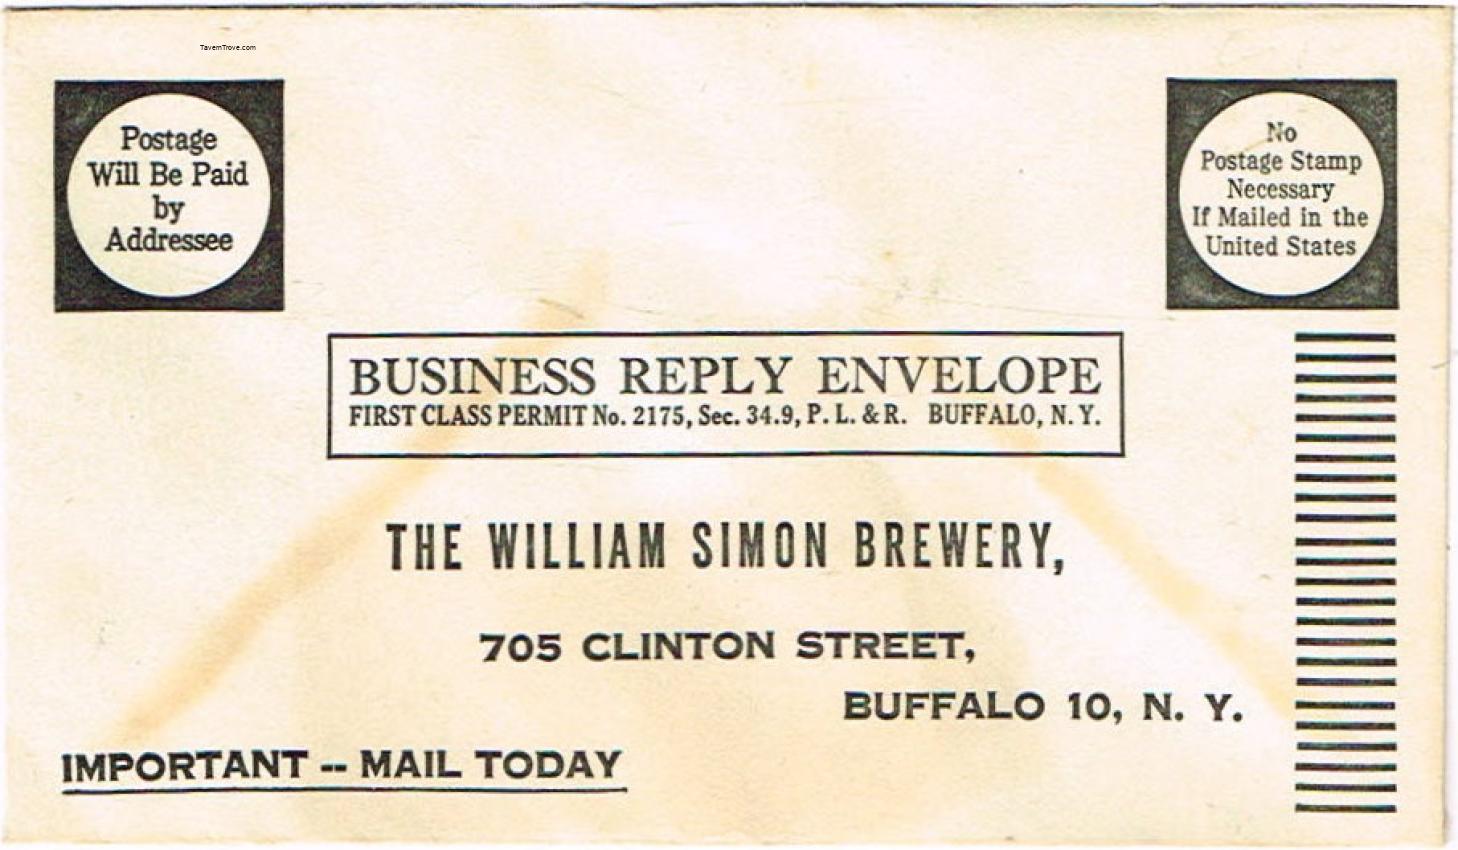 TavernTrove.com
Postage
Will Be Paid
by
Addressee
No
Postage Stamp
Necessary
If Mailed in the
United States
BUSINESS REPLY ENVELOPE
FIRST CLASS PERMIT No. 2175, Sec. 34.9, P. L. & R. BUFFALO, N. Y.
THE WILLIAM SIMON BREWERY,
705 CLINTON STREET,
BUFFALO 10, N. Y.
IMPORTANT -- MAIL TODAY